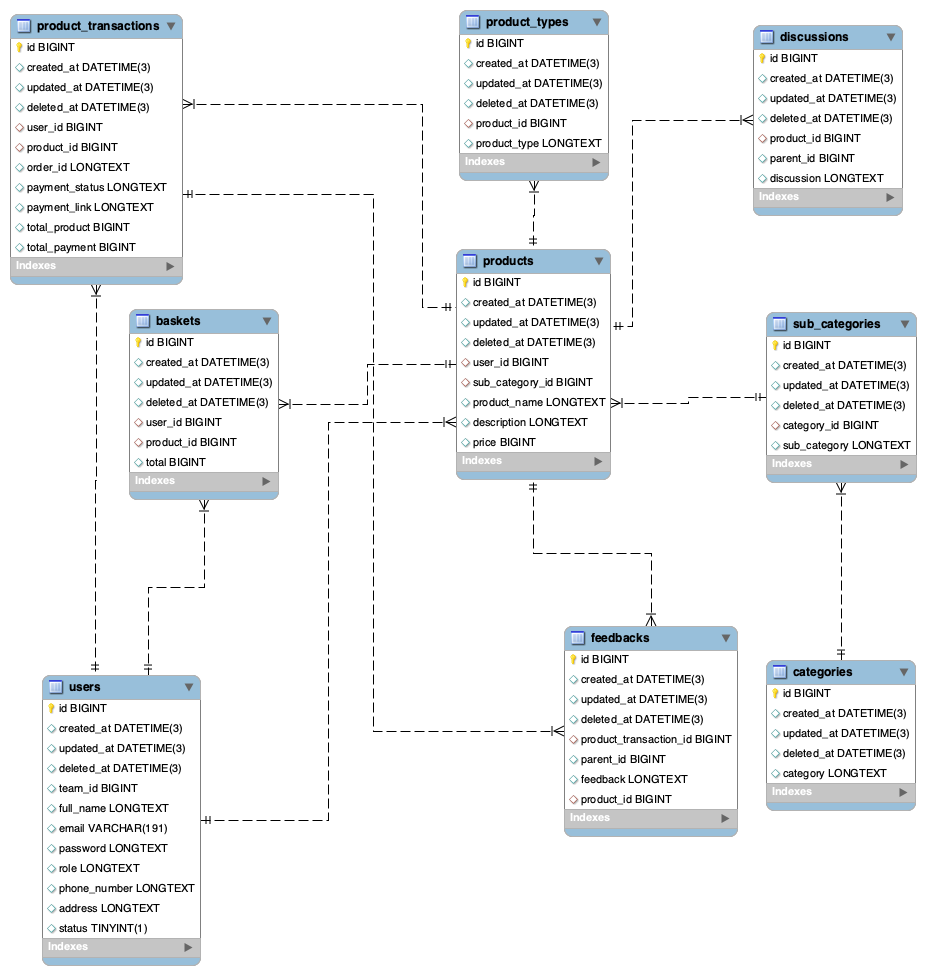 product_transactions
id BIGINT
created_at DATETIME(3)
updated_at DATETIME(3)
deleted_at DATETIME(3)
user_id BIGINT
product_id BIGINT
order_id LONGTEXT
payment_status LONGTEXT
payment_link LONGTEXT
total_product BIGINT
total_payment BIGINT
Indexes
product_types
id BIGINT
created_at DATETIME(3)
updated_at DATETIME(3)
deleted_at DATETIME(3)
product_id BIGINT
product_type LONGTEXT
Indexes
discussions
id BIGINT
created_at DATETIME(3)
updated_at DATETIME(3)
deleted_at DATETIME(3)
product_id BIGINT
parent_id BIGINT
discussion LONGTEXT
Indexes
baskets
id BIGINT
created_at DATETIME(3)
updated_at DATETIME(3)
deleted_at DATETIME(3)
user_id BIGINT
product_id BIGINT
total BIGINT
Indexes
products
id BIGINT
created_at DATETIME(3)
updated_at DATETIME(3)
deleted_at DATETIME(3)
user_id BIGINT
sub_category_id BIGINT
product_name LONGTEXT
description LONGTEXT
price BIGINT
Indexes
sub_categories
id BIGINT
created_at DATETIME(3)
updated_at DATETIME(3)
deleted_at DATETIME(3)
category_id BIGINT
sub_category LONGTEXT
Indexes
users
id BIGINT
created_at DATETIME(3)
updated_at DATETIME(3)
deleted_at DATETIME(3)
team_id BIGINT
full_name LONGTEXT
email VARCHAR(191)
password LONGTEXT
role LONGTEXT
phone_number LONGTEXT
address LONGTEXT
status TINYINT(1)
Indexes
feedbacks
id BIGINT
created_at DATETIME(3)
updated_at DATETIME(3)
deleted_at DATETIME(3)
product_transaction_id BIGINT
parent_id BIGINT
feedback LONGTEXT
product_id BIGINT
Indexes
categories
id BIGINT
created_at DATETIME(3)
updated_at DATETIME(3)
deleted_at DATETIME(3)
category LONGTEXT
Indexes